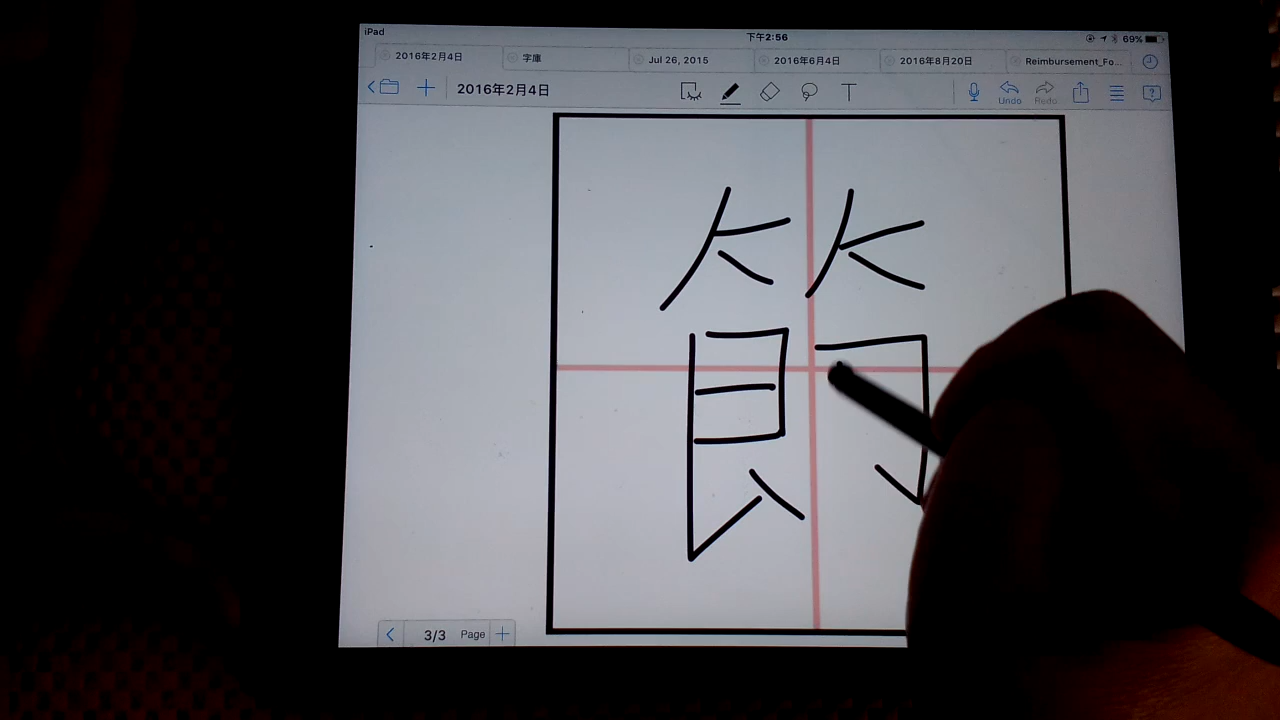 iPad 下午2:56 69%
2016年2月4日 字庫 Jul 26, 2015 2016年6月4日 2016年8月20日 Reimbursement_Fo...
2016年2月4日 T Undo Redo ?
3/3 Page